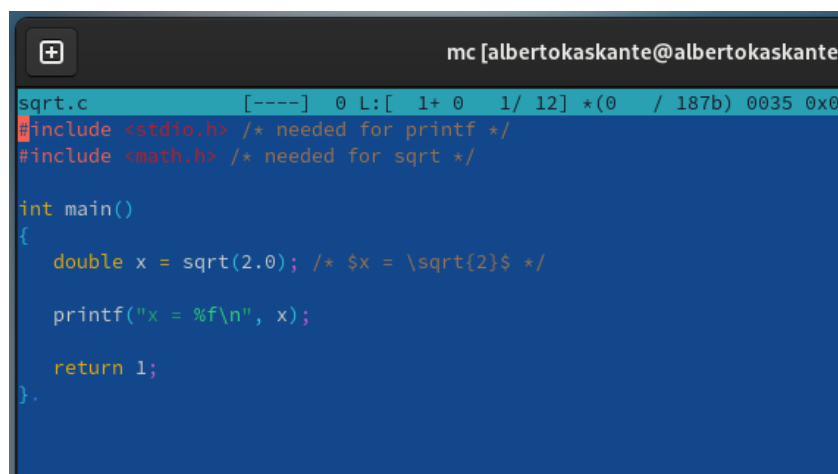 mc [albertokaskante@albertokaskante
sqrt.c [----] 0 L:[ 1+ 0 1/ 12] *(0 / 187b) 0035 0x0
#include <stdio.h> /* needed for printf */
#include <math.h> /* needed for sqrt */
int main()
{
double x = sqrt(2.0); /* $x = \sqrt{2}$ */
printf("x = %f\n", x);
return 1;
}.